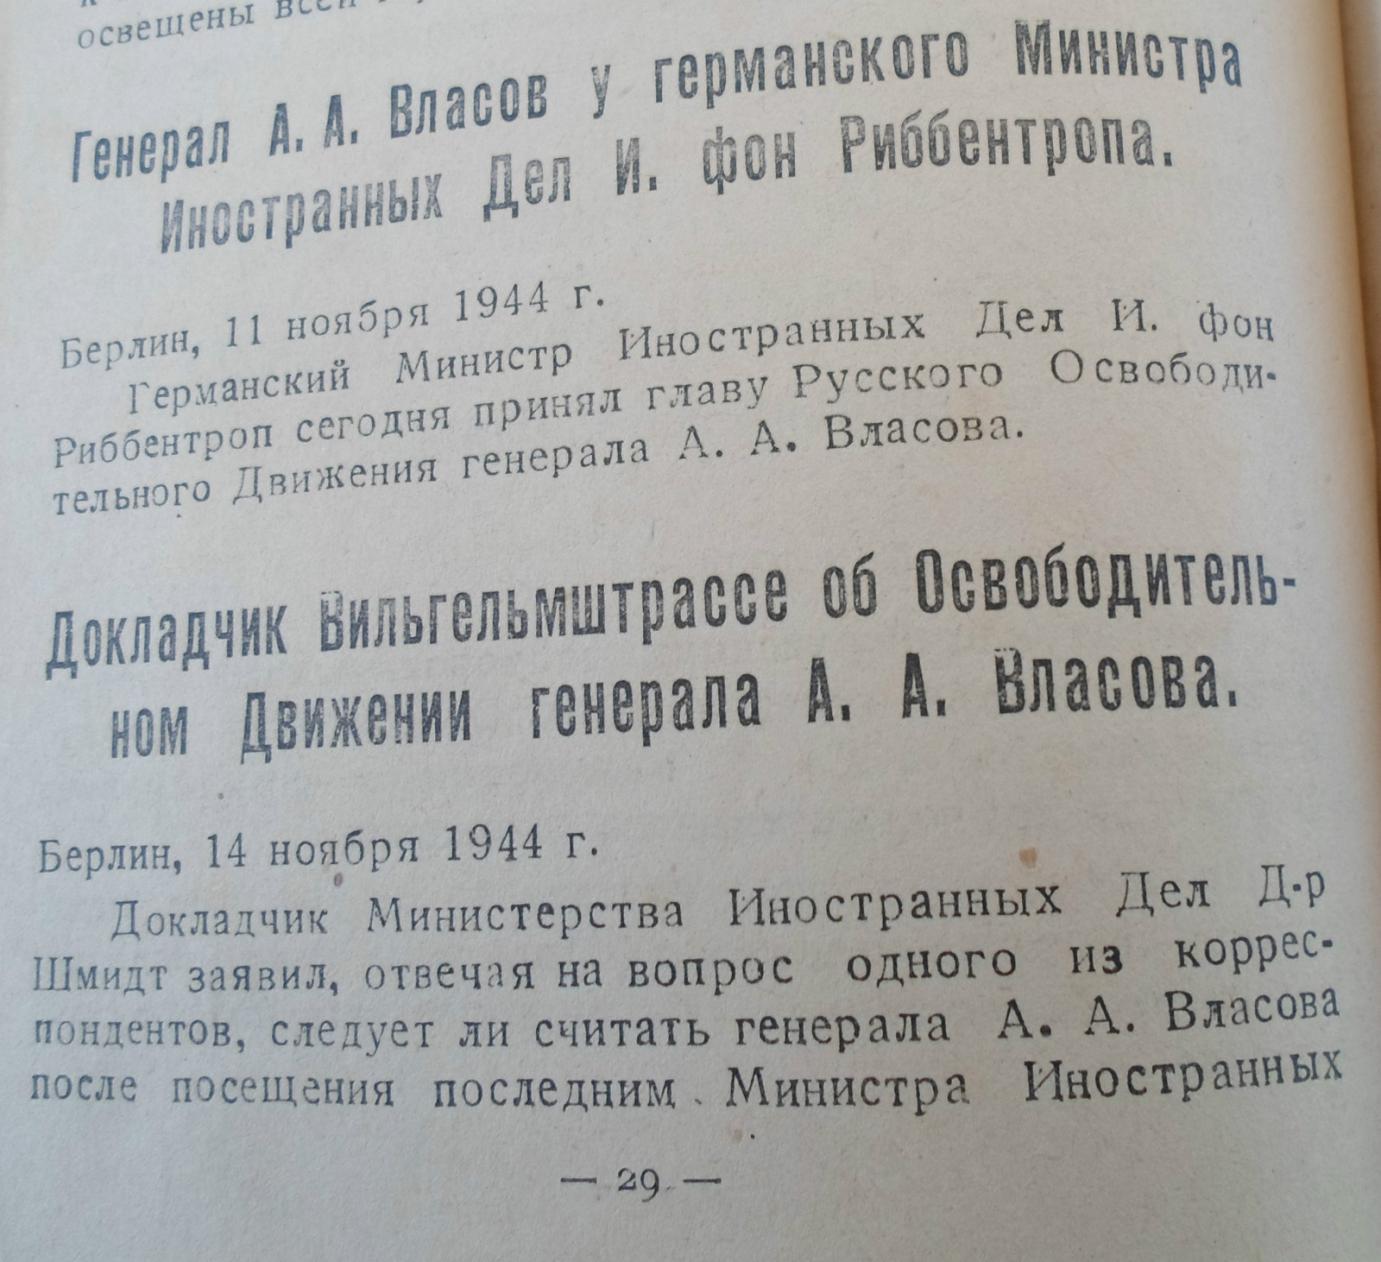 освещены всей
Генерал А. А. Власов у германского Министра
Иностранных Дел И. фон Риббентропа.
Берлин, 11 ноября 1944 г.
Германский Министр Иностранных Дел И. фон
Риббентроп сегодня принял главу Русского Освободи-
тельного Движения генерала А. А. Власова.
Докладчик Вильгельмштрассе об Освободитель-
ном Движении генерала А. А. Власова.
Берлин, 14 ноября 1944 г.
Докладчик Министерства Иностранных Дел Д-р
Шмидт заявил, отвечая на вопрос одного из коррес-
пондентов, следует ли считать генерала А. А. Власова
после посещения последним Министра Иностранных
— 29 —